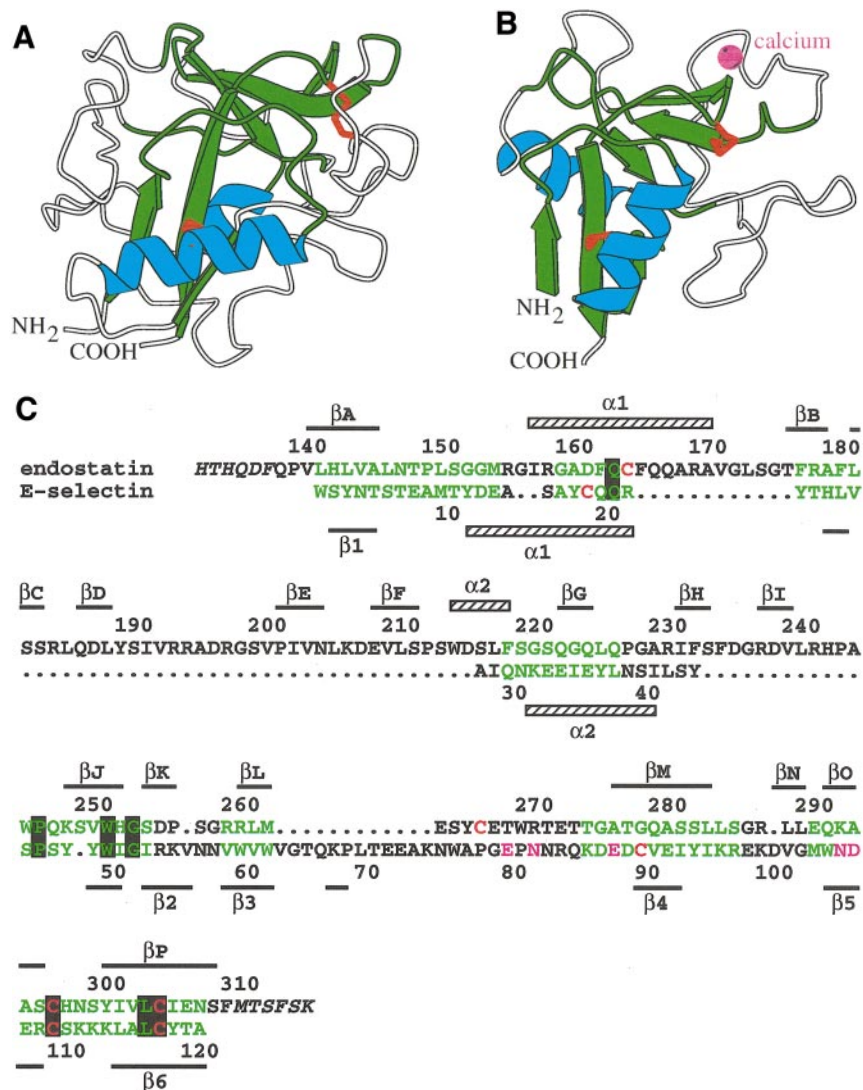 A
B
calcium
NH2
COOH
NH2
COOH
C
βA α1 βB
140 150 160 170 180
endostatin HTHQDFQPVLHLVALNTPLSGGMRGIRGADFQCFQQARAVGLSGTFRAFL
E-selectin WSYNTSTEAMTYDEA..SAYCQQR............YTHLV
10 20
β1 α1
βC βD βE βF α2 βG βH βI
190 200 210 220 230 240
SSRLQDLYSIVRRADRGSVPIVNLKDEVLSPSWDSLFSGSQGQLQPGARIFSFDGRDVLRHPA
..................................AIQNKEEIEYLNSILSY............
30 40
α2
βJ βK βL βM βN βO
250 260 270 280 290
WPQKSVWHGSDP.SGRRLM............ESYCETWRTETTGATGQASSLLSGR.LLEQKA
SPSY.YWIGIRKVNNVWVWVGTQKPLTEEAKNWAPGEPNNRQKDEDCVEIYIKREKDVGMWND
50 60 70 80 90 100
β2 β3 β4 β5
βP
300 310
ASCHNSYIVLCIENSFMTSFSK
ERCSKKKLALCYTA
110 120
β6